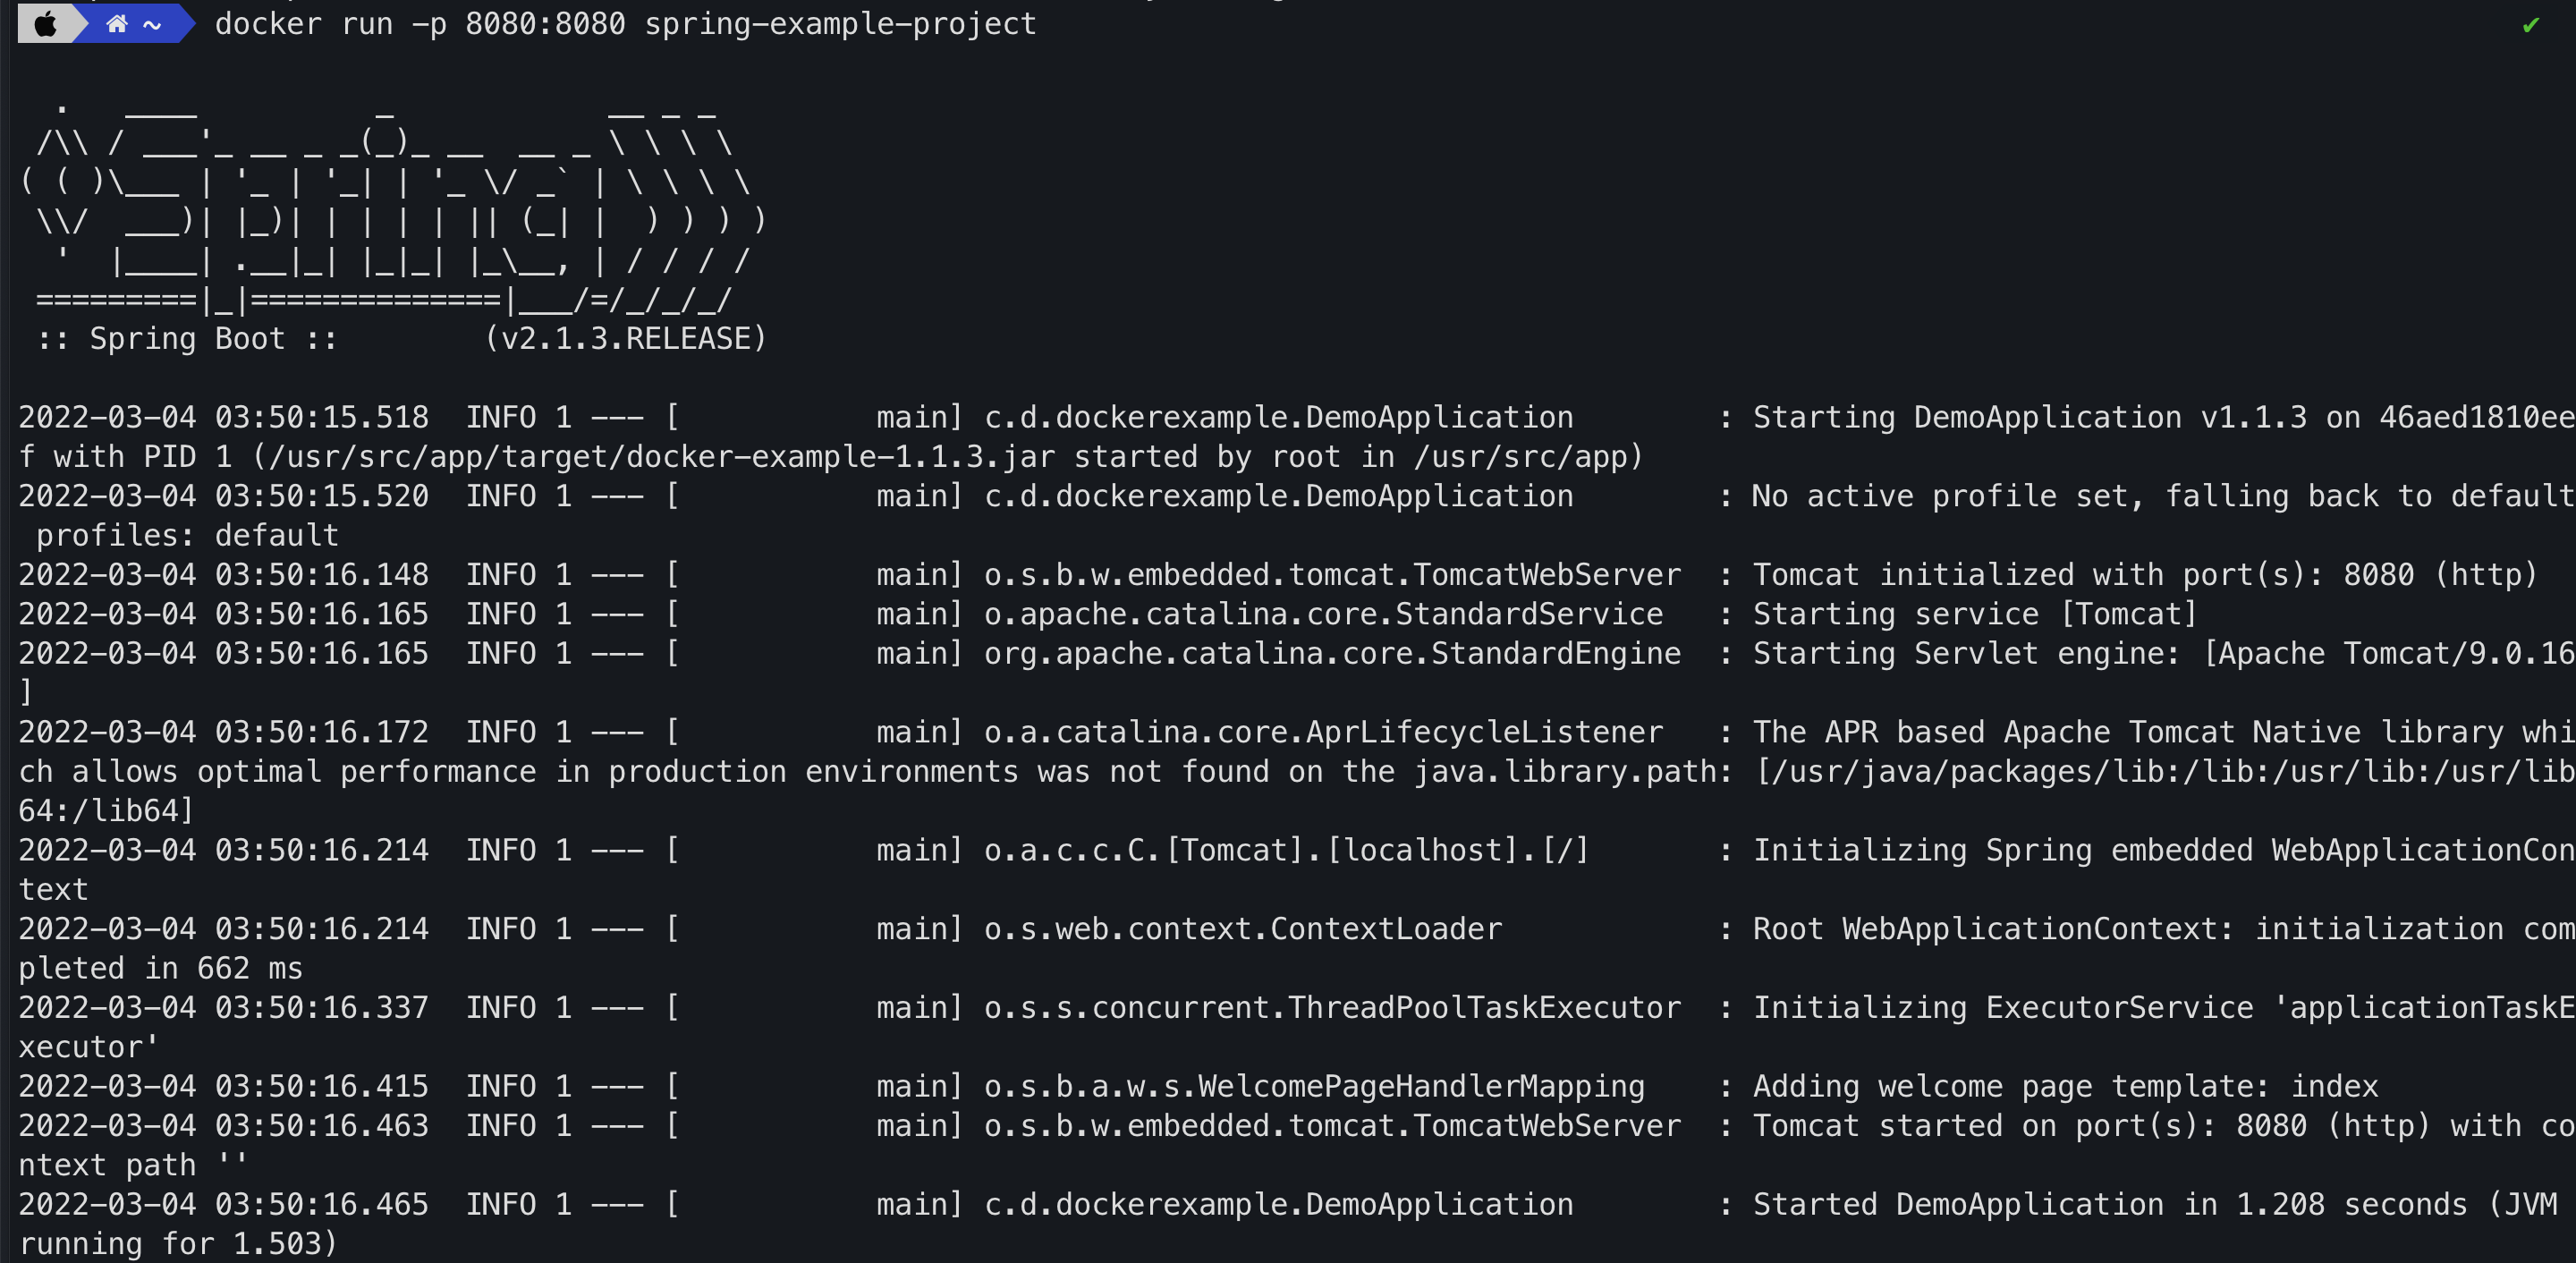 ~ docker run -p 8080:8080 spring-example-project ✔
  .   ____          _            __ _ _
 /\\ / ___'_ __ _ _(_)_ __  __ _ \ \ \ \
( ( )\___ | '_ | '_| | '_ \/ _` | \ \ \ \
 \\/  ___)| |_)| | | | | || (_| |  ) ) ) )
  '  |____| .__|_| |_|_| |_\__, | / / / /
 =========|_|==============|___/=/_/_/_/
 :: Spring Boot ::        (v2.1.3.RELEASE)
2022-03-04 03:50:15.518  INFO 1 --- [           main] c.d.dockerexample.DemoApplication        : Starting DemoApplication v1.1.3 on 46aed1810ee
f with PID 1 (/usr/src/app/target/docker-example-1.1.3.jar started by root in /usr/src/app)
2022-03-04 03:50:15.520  INFO 1 --- [           main] c.d.dockerexample.DemoApplication        : No active profile set, falling back to default
 profiles: default
2022-03-04 03:50:16.148  INFO 1 --- [           main] o.s.b.w.embedded.tomcat.TomcatWebServer  : Tomcat initialized with port(s): 8080 (http)
2022-03-04 03:50:16.165  INFO 1 --- [           main] o.apache.catalina.core.StandardService   : Starting service [Tomcat]
2022-03-04 03:50:16.165  INFO 1 --- [           main] org.apache.catalina.core.StandardEngine  : Starting Servlet engine: [Apache Tomcat/9.0.16
]
2022-03-04 03:50:16.172  INFO 1 --- [           main] o.a.catalina.core.AprLifecycleListener   : The APR based Apache Tomcat Native library whi
ch allows optimal performance in production environments was not found on the java.library.path: [/usr/java/packages/lib:/lib:/usr/lib:/usr/lib
64:/lib64]
2022-03-04 03:50:16.214  INFO 1 --- [           main] o.a.c.c.C.[Tomcat].[localhost].[/]       : Initializing Spring embedded WebApplicationCon
text
2022-03-04 03:50:16.214  INFO 1 --- [           main] o.s.web.context.ContextLoader            : Root WebApplicationContext: initialization com
pleted in 662 ms
2022-03-04 03:50:16.337  INFO 1 --- [           main] o.s.s.concurrent.ThreadPoolTaskExecutor  : Initializing ExecutorService 'applicationTaskE
xecutor'
2022-03-04 03:50:16.415  INFO 1 --- [           main] o.s.b.a.w.s.WelcomePageHandlerMapping    : Adding welcome page template: index
2022-03-04 03:50:16.463  INFO 1 --- [           main] o.s.b.w.embedded.tomcat.TomcatWebServer  : Tomcat started on port(s): 8080 (http) with co
ntext path ''
2022-03-04 03:50:16.465  INFO 1 --- [           main] c.d.dockerexample.DemoApplication        : Started DemoApplication in 1.208 seconds (JVM
running for 1.503)